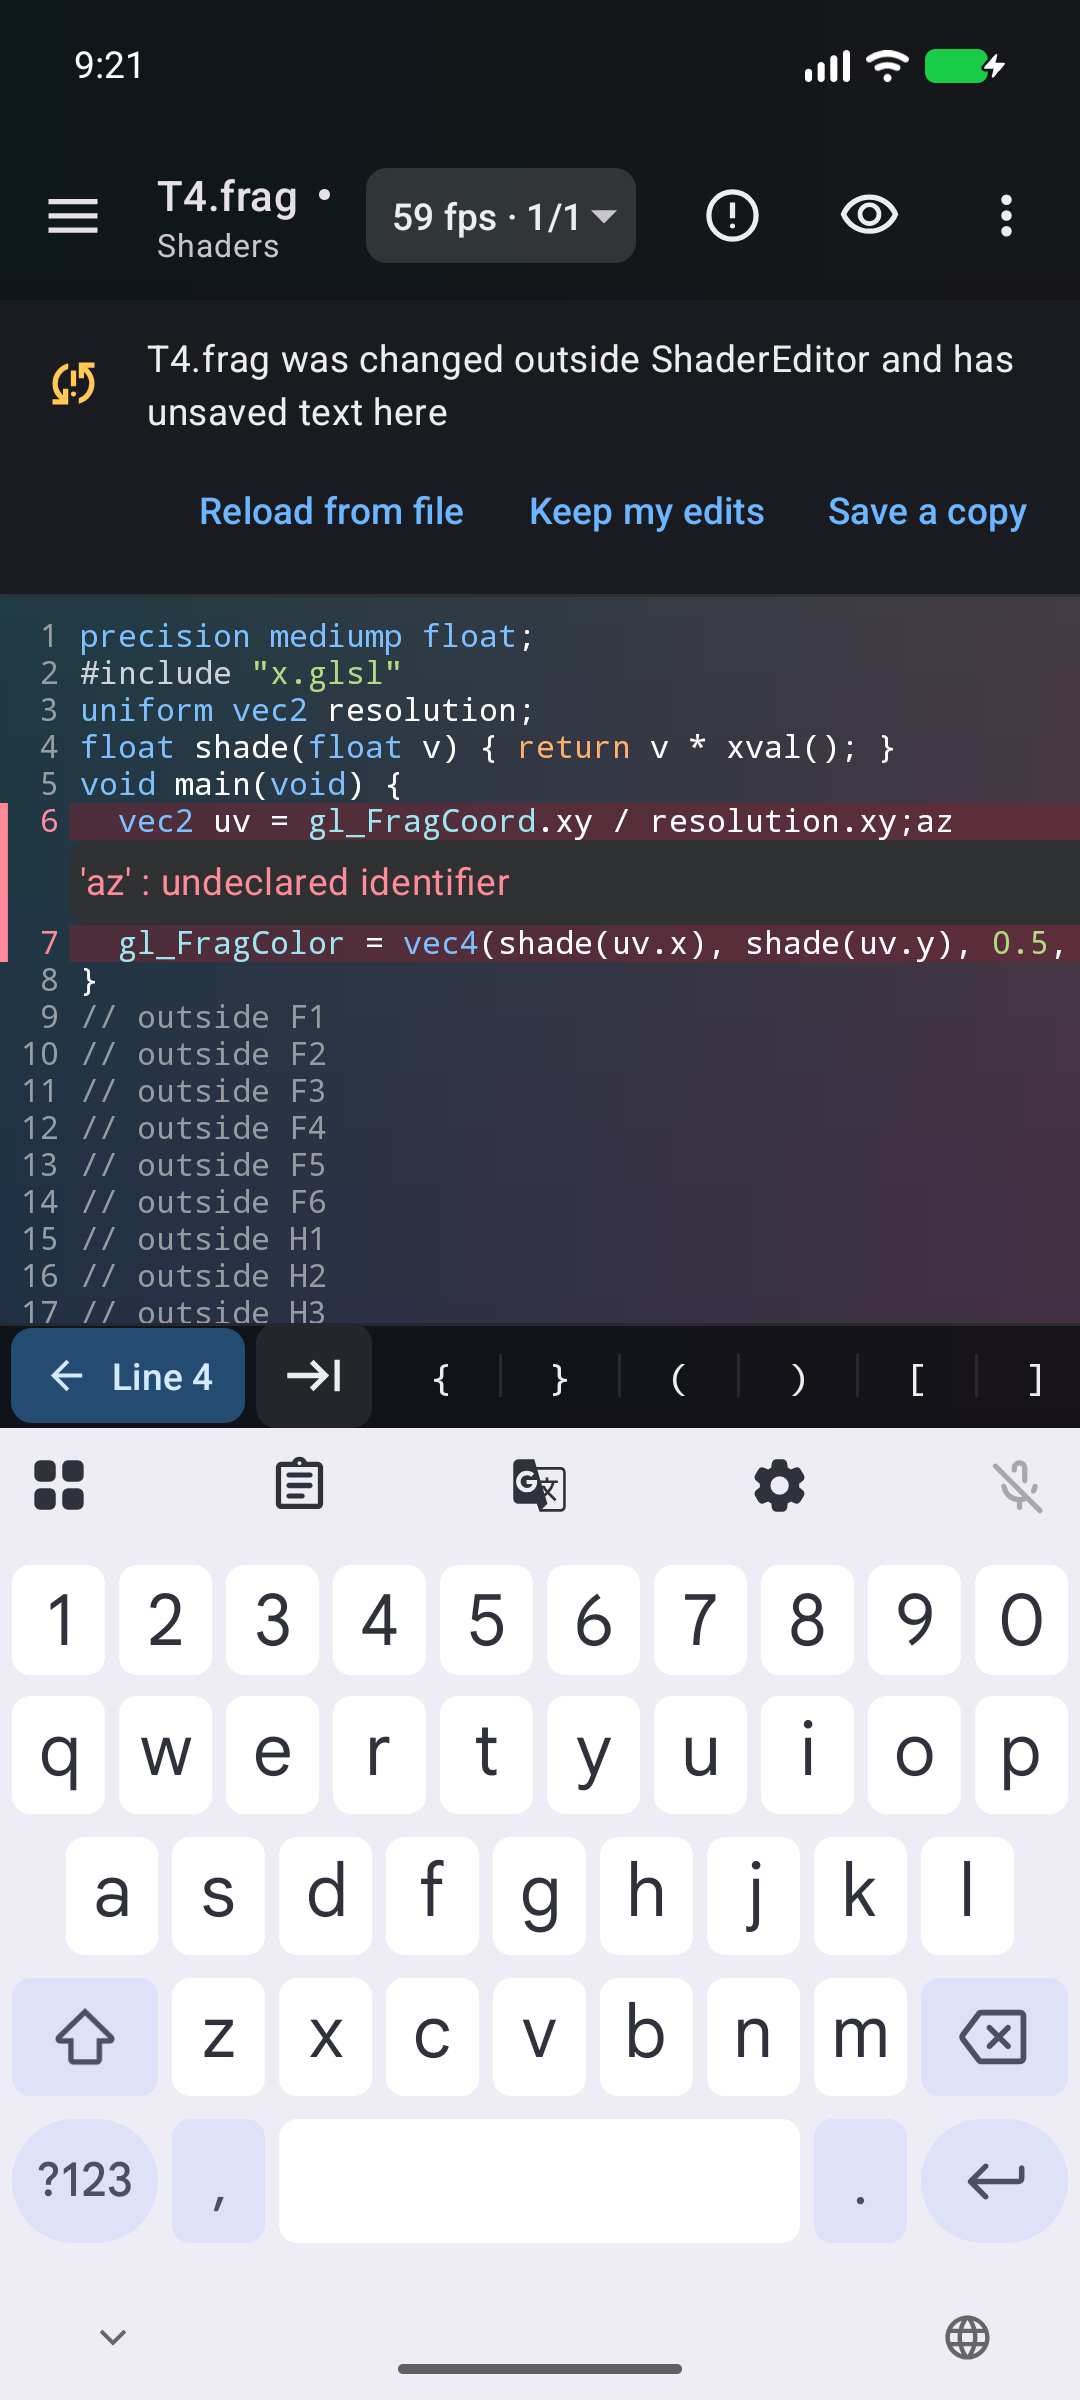 9:21
T4.frag •
Shaders
59 fps · 1/1
T4.frag was changed outside ShaderEditor and has
unsaved text here
Reload from file Keep my edits Save a copy
1 precision mediump float;
2 #include "x.glsl"
3 uniform vec2 resolution;
4 float shade(float v) { return v * xval(); }
5 void main(void) {
6 vec2 uv = gl_FragCoord.xy / resolution.xy;az
'az' : undeclared identifier
7 gl_FragColor = vec4(shade(uv.x), shade(uv.y), 0.5,
8 }
9 // outside F1
10 // outside F2
11 // outside F3
12 // outside F4
13 // outside F5
14 // outside F6
15 // outside H1
16 // outside H2
17 // outside H3
← Line 4 { } ( ) [ ]
1 2 3 4 5 6 7 8 9 0
q w e r t y u i o p
a s d f g h j k l
z x c v b n m
?123 , .